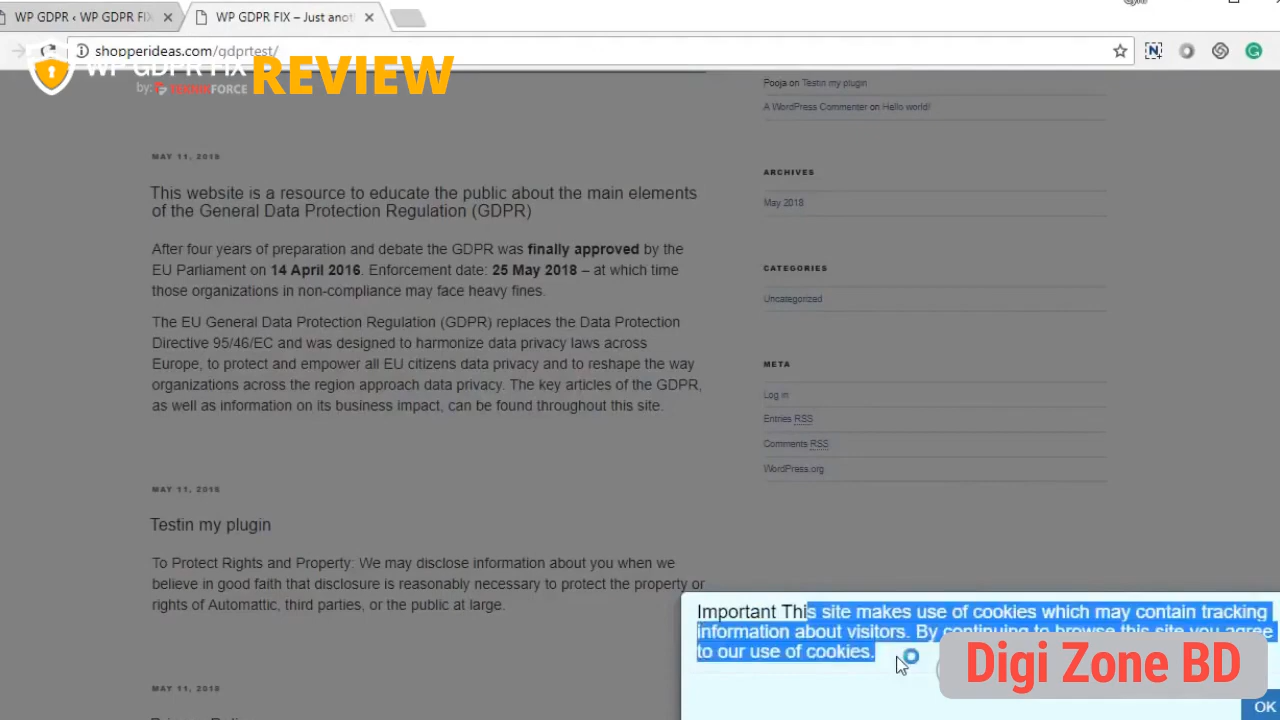 WP GDPR ‹ WP GDPR FIX
WP GDPR FIX – Just anot
shopperideas.com/gdprtest/
WP GDPR FIX
by: TEKNIKFORCE
REVIEW
Pooja on Testin my plugin
A WordPress Commenter on Hello world!
MAY 11, 2018
This website is a resource to educate the public about the main elements
of the General Data Protection Regulation (GDPR)
After four years of preparation and debate the GDPR was finally approved by the
EU Parliament on 14 April 2016. Enforcement date: 25 May 2018 – at which time
those organizations in non-compliance may face heavy fines.
The EU General Data Protection Regulation (GDPR) replaces the Data Protection
Directive 95/46/EC and was designed to harmonize data privacy laws across
Europe, to protect and empower all EU citizens data privacy and to reshape the way
organizations across the region approach data privacy. The key articles of the GDPR,
as well as information on its business impact, can be found throughout this site.
MAY 11, 2018
Testin my plugin
To Protect Rights and Property: We may disclose information about you when we
believe in good faith that disclosure is reasonably necessary to protect the property or
rights of Automattic, third parties, or the public at large.
MAY 11, 2018
ARCHIVES
May 2018
CATEGORIES
Uncategorized
META
Log in
Entries RSS
Comments RSS
WordPress.org
Important This site makes use of cookies which may contain tracking
information about visitors. By continuing to browse this site you agree
to our use of cookies.
OK
Digi Zone BD